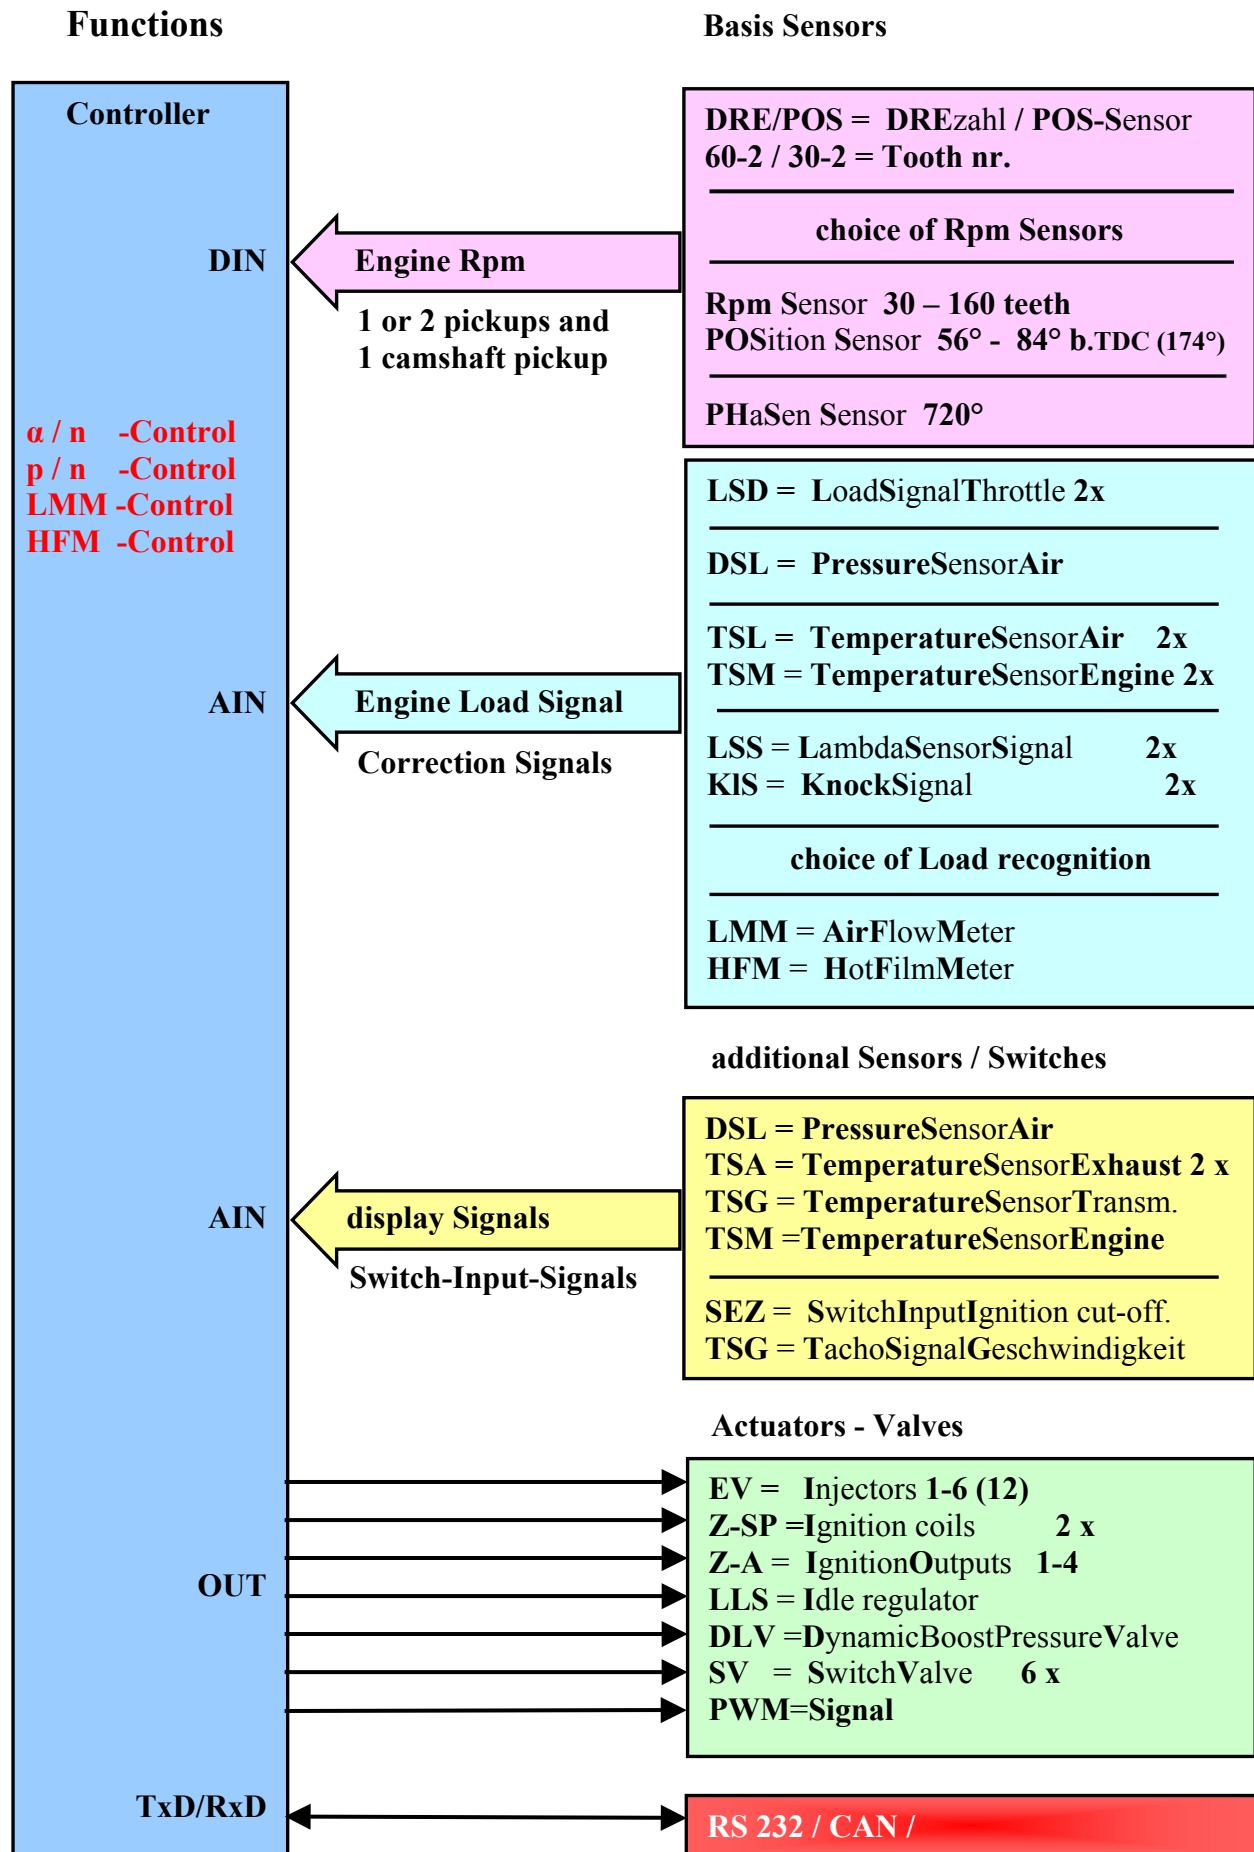 Functions
Basis Sensors
Controller
DRE/POS = DREzahl / POS-Sensor
60-2 / 30-2 = Tooth nr.
choice of Rpm Sensors
DIN
Engine Rpm
1 or 2 pickups and
1 camshaft pickup
Rpm Sensor 30 – 160 teeth
POSition Sensor 56° - 84° b.TDC (174°)
PHaSen Sensor 720°
α / n -Control
p / n -Control
LMM -Control
HFM -Control
LSD = LoadSignalThrottle 2x
DSL = PressureSensorAir
TSL = TemperatureSensorAir 2x
TSM = TemperatureSensorEngine 2x
AIN
Engine Load Signal
Correction Signals
LSS = LambdaSensorSignal 2x
KlS = KnockSignal 2x
choice of Load recognition
LMM = AirFlowMeter
HFM = HotFilmMeter
additional Sensors / Switches
DSL = PressureSensorAir
TSA = TemperatureSensorExhaust 2 x
TSG = TemperatureSensorTransm.
TSM =TemperatureSensorEngine
AIN
display Signals
Switch-Input-Signals
SEZ = SwitchInputIgnition cut-off.
TSG = TachoSignalGeschwindigkeit
Actuators - Valves
OUT
EV = Injectors 1-6 (12)
Z-SP =Ignition coils 2 x
Z-A = IgnitionOutputs 1-4
LLS = Idle regulator
DLV =DynamicBoostPressureValve
SV = SwitchValve 6 x
PWM=Signal
TxD/RxD
RS 232 / CAN /